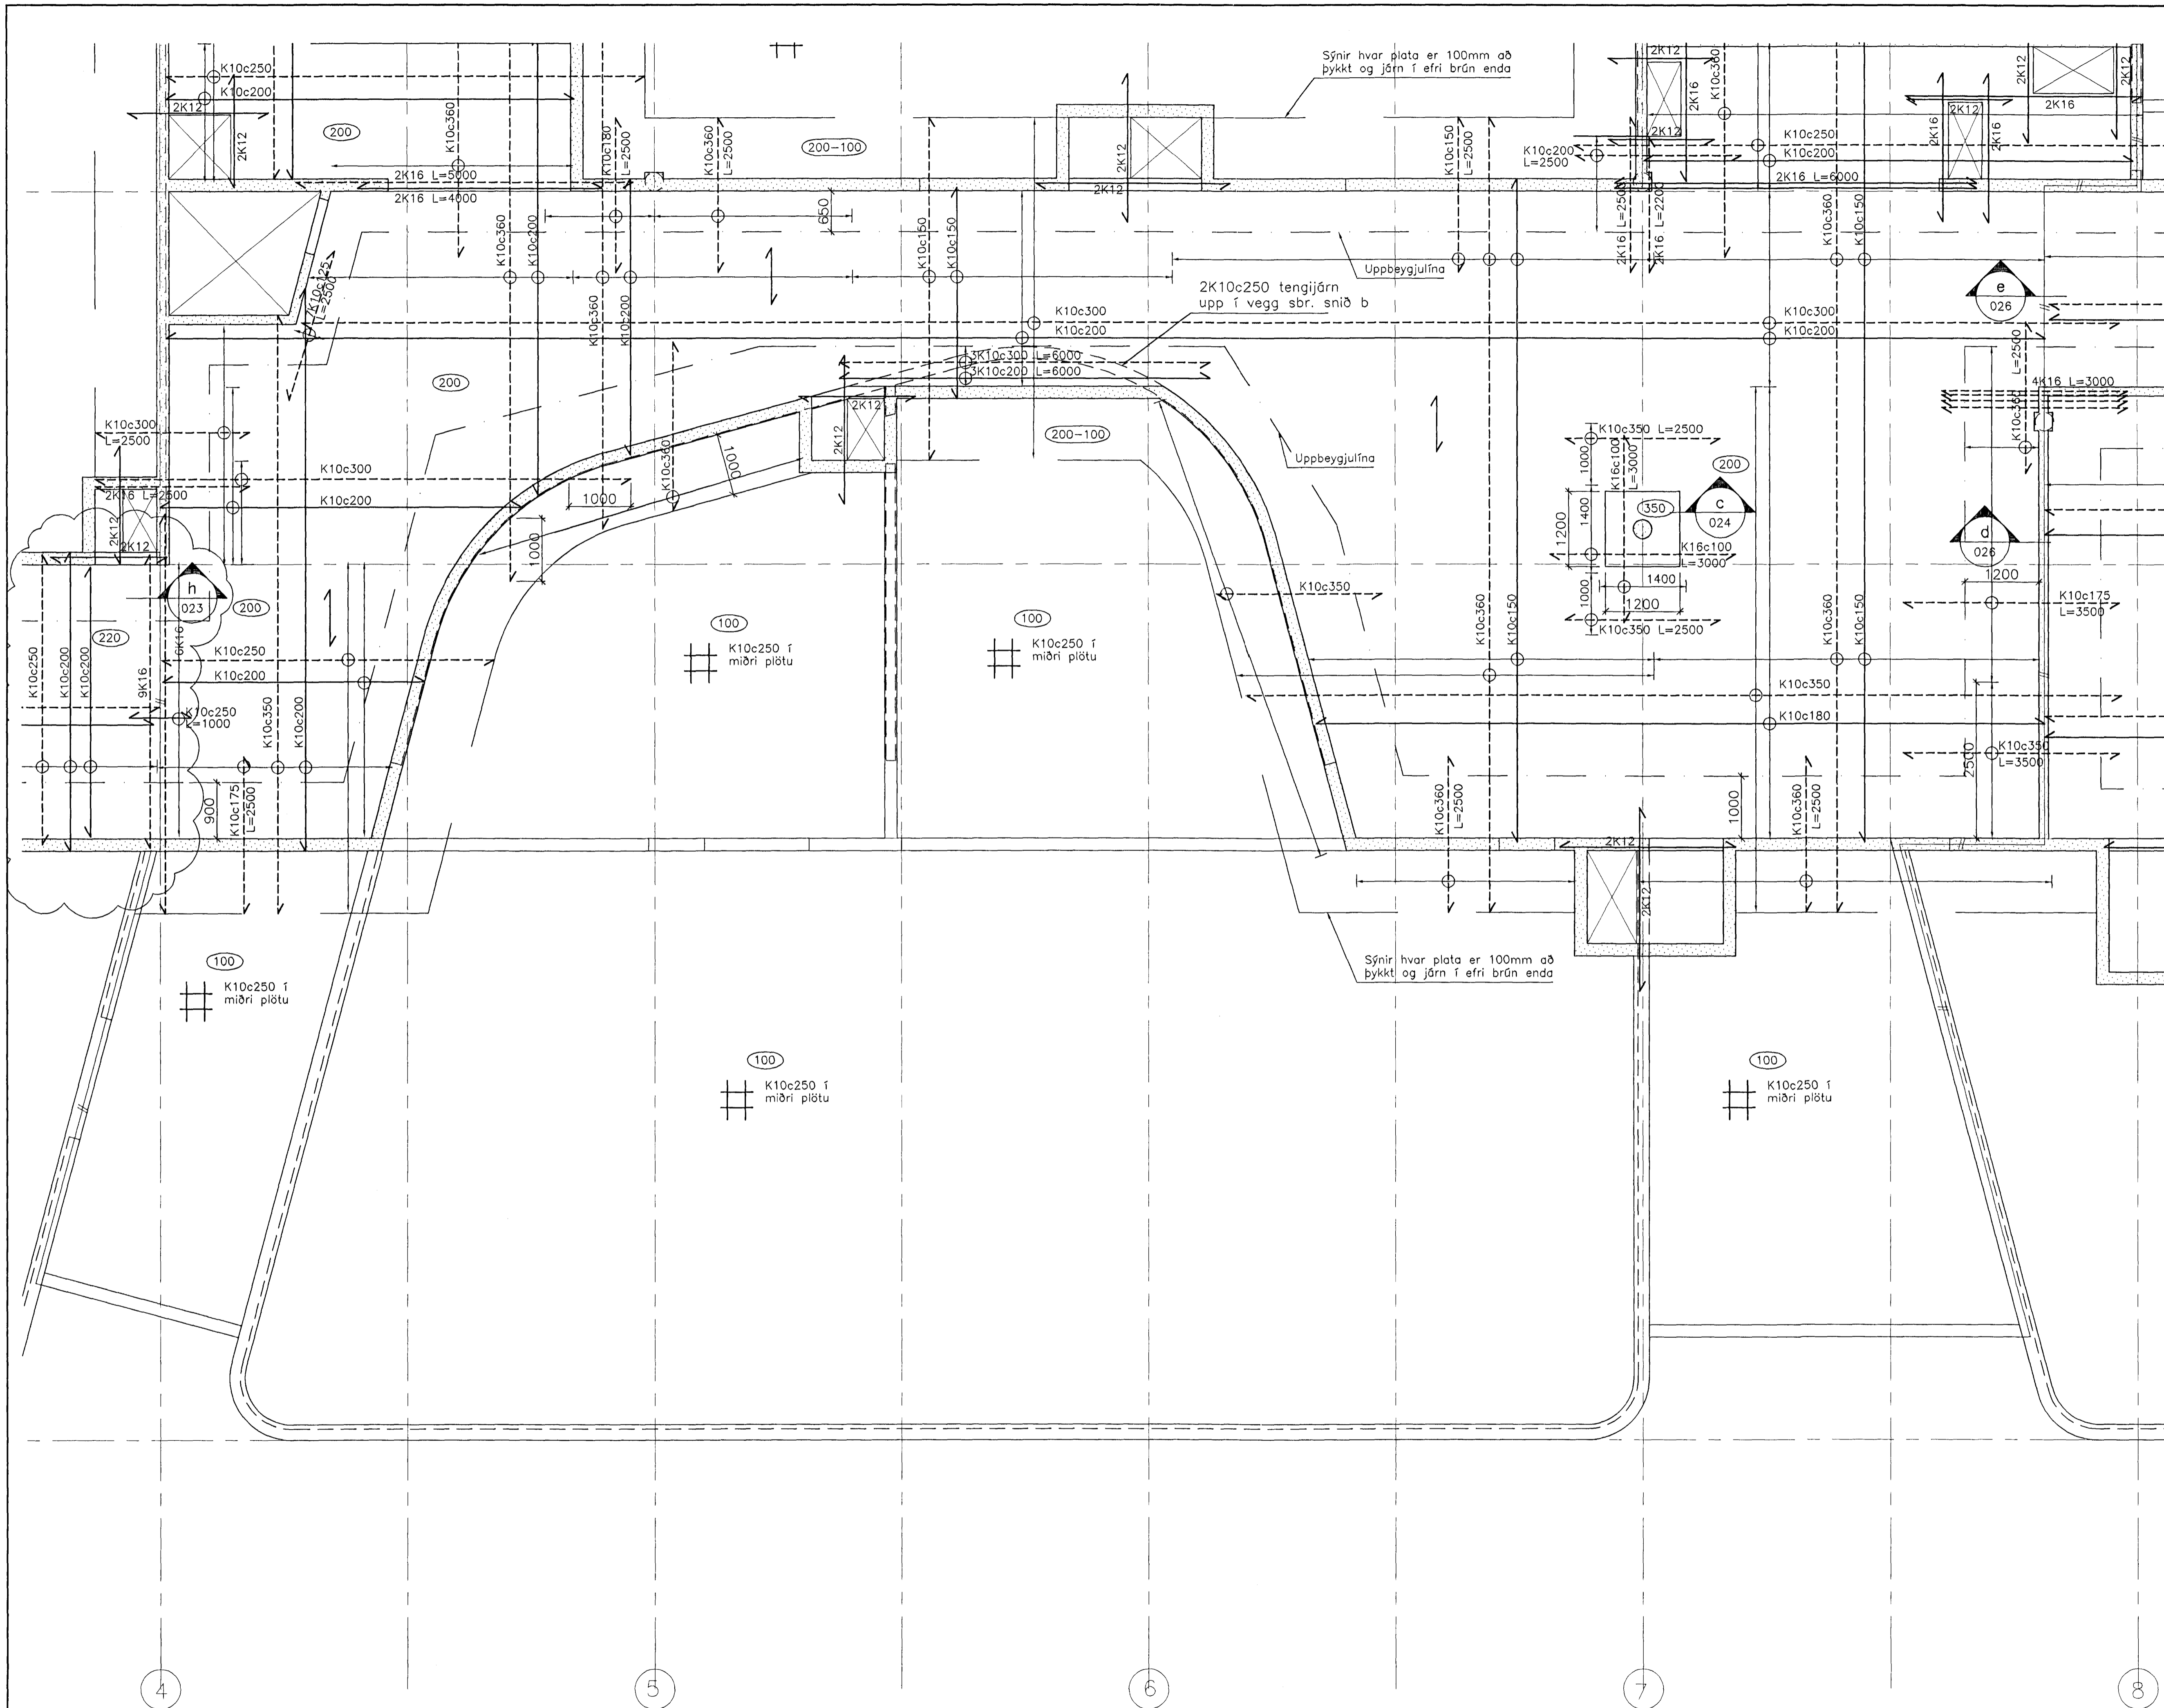 Sýnir hvar plata er 100mm að
þykkt og járn í efri brún enda
2K12
2K12
2K12
K10c250
K10c200
2K12
2K12
200
K10c360
K10c180
L=2500
K10c360
L=2500
200-100
2K12
2K12
K10c150
L=2500
K10c200
L=2500
2K16
2K12
K10c360
K10c250
K10c200
2K16
2K12
2K16
2K16
2K16 L=5000
2K16 L=4000
2K16 L=6000
2K16 L=2500
2K16 L=2200
650
K10c360
K10c200
K10c360
K10c200
K10c150
K10c150
K10c360
K10c150
Uppbeygjulína
K10c125
L=2500
2K10c250 tengijárn
upp í vegg sbr. snið b
K10c300
K10c200
K10c300
K10c200
e
026
L=2500
K10c360
3K10c300 L=6000
3K10c200 L=6000
200
4K16 L=3000
2K12
2K12
K10c360
1000
200-100
Uppbeygjulína
K10c300
L=2500
K10c300
K10c200
2K16 L=2500
2K12
2K12
1000
1000
K10c350 L=2500
1000
K16c100
L=3000
200
350
c
024
1400
1200
K16c100
L=3000
1400
1200
1000
K10c350 L=2500
d
026
1200
K10c175
L=3500
h
023
200
220
6K16
K10c250
K10c200
K10c250
K10c200
K10c200
9K16
K10c250
L=1000
K10c350
K10c200
K10c175
L=2500
900
100
K10c250 í
miðri plötu
100
K10c250 í
miðri plötu
K10c350
K10c360
K10c150
K10c360
K10c150
K10c350
K10c180
K10c350
L=3500
2500
1000
K10c360
L=2500
K10c360
L=2500
2K12
2K12
Sýnir hvar plata er 100mm að
þykkt og járn í efri brún enda
100
K10c250 í
miðri plötu
100
K10c250 í
miðri plötu
100
K10c250 í
miðri plötu
4
5
6
7
8